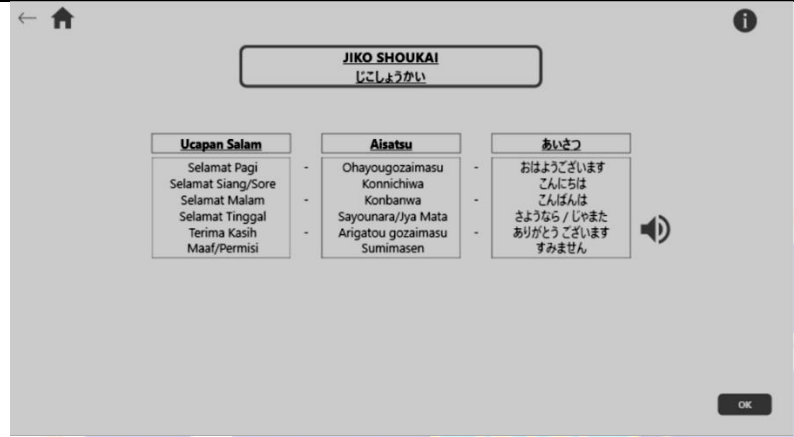 JIKO SHOUKAI
じこしょうかい
Ucapan Salam Aisatsu あいさつ
Selamat Pagi - Ohayougozaimasu - おはようございます
Selamat Siang/Sore Konnichiwa こんにちは
Selamat Malam Konbanwa こんばんは
Selamat Tinggal Sayounara/Jya Mata さようなら / じゃまた
Terima Kasih - Arigatou gozaimasu - ありがとう ございます
Maaf/Permisi Sumimasen すみません
OK